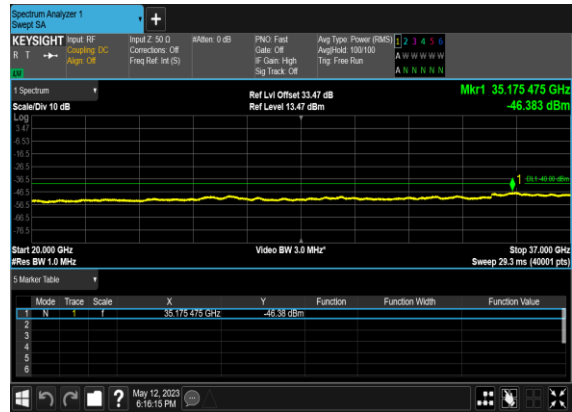 Spectrum Analyzer 1
Swept SA
+
KEYSIGHT Input: RF Input Z: 50 Ω #Atten: 0 dB PNO: Fast Avg Type: Power (RMS) 1 2 3 4 5 6
R T Coupling: DC Corrections: Off Gate: Off Avg|Hold: 100/100 A W W W W W
Align: Off Freq Ref: Int (S) IF Gain: High Trig: Free Run
Sig Track: Off A N N N N N
1 Spectrum Ref Lvl Offset 33.47 dB Mkr1 35.175 475 GHz
Scale/Div 10 dB Ref Level 13.47 dBm -46.383 dBm
Log
3.47
-6.53
-16.5
-26.5
-36.5
1 DL1 -40.00 dBm
-46.5
-56.5
-66.5
-76.5
Start 20.000 GHz Video BW 3.0 MHz* Stop 37.000 GHz
#Res BW 1.0 MHz Sweep 29.3 ms (40001 pts)
5 Marker Table
Mode Trace Scale X Y Function Function Width Function Value
1 N 1 f 35.175 475 GHz -46.38 dBm
2
3
4
5
6
? May 12, 2023
6:16:15 PM